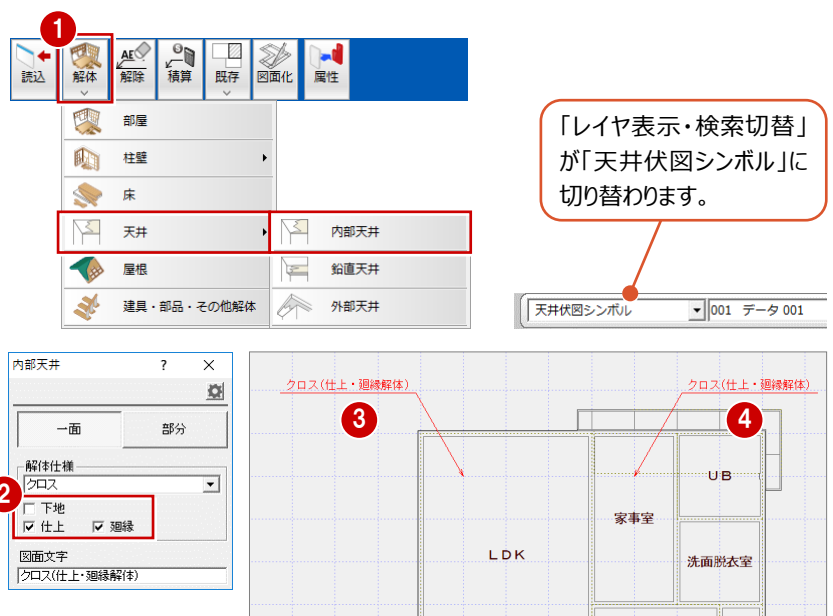 1
読込 解体 解除 積算 既存 図面化 属性
部屋
柱壁
床
天井 内部天井
屋根 鉛直天井
建具・部品・その他解体 外部天井
「レイヤ表示・検索切替」
が「天井伏図シンボル」に
切り替わります。
天井伏図シンボル 001 データ 001
内部天井 ? ×
一面 部分
解体仕様
クロス
2
下地
仕上 廻縁
図面文字
クロス(仕上・廻縁解体)
クロス(仕上・廻縁解体) クロス(仕上・廻縁解体)
3 4
UB
家事室
LDK
洗面脱衣室